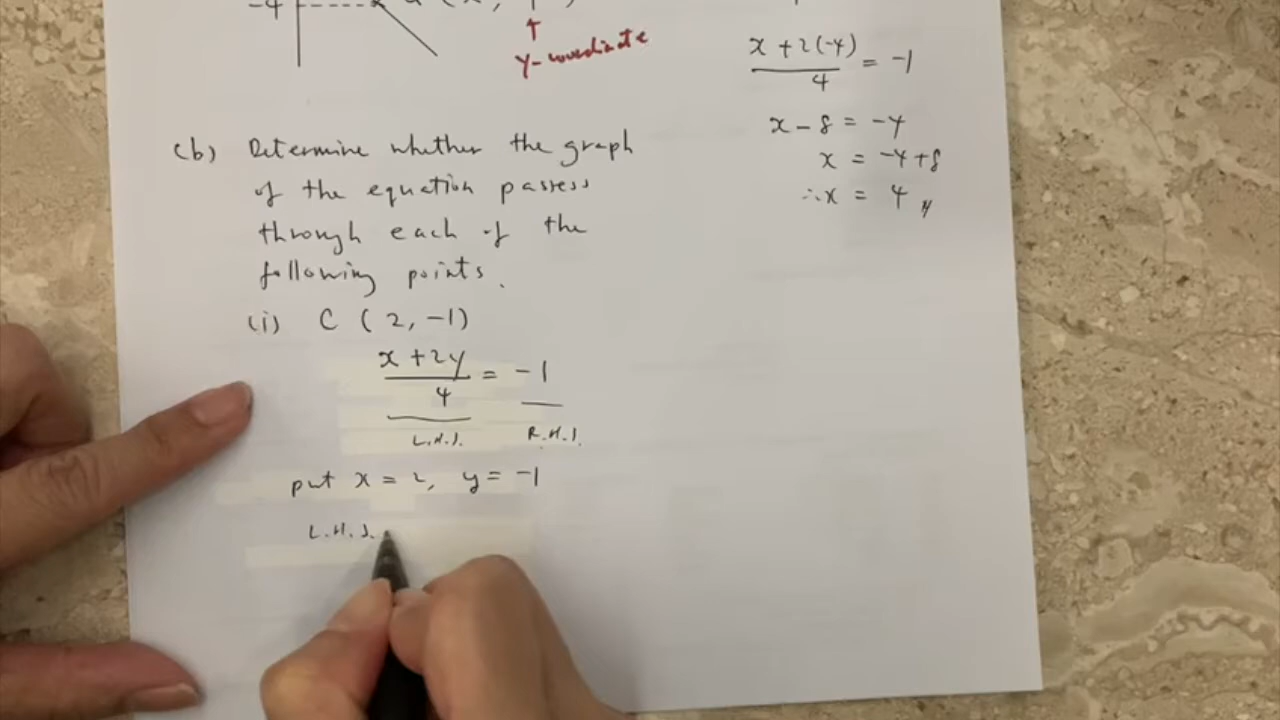 -4
y-coordinate
(b) Determine whether the graph
of the equation passess
through each of the
following points.
(i) C (2, -1)
x + 2y
4
= -1
L.H.S. R.H.S.
put x = 2, y = -1
L.H.S.
x + 2(-4)
4
= -1
x - 8 = -4
x = -4 + 8
∴ x = 4